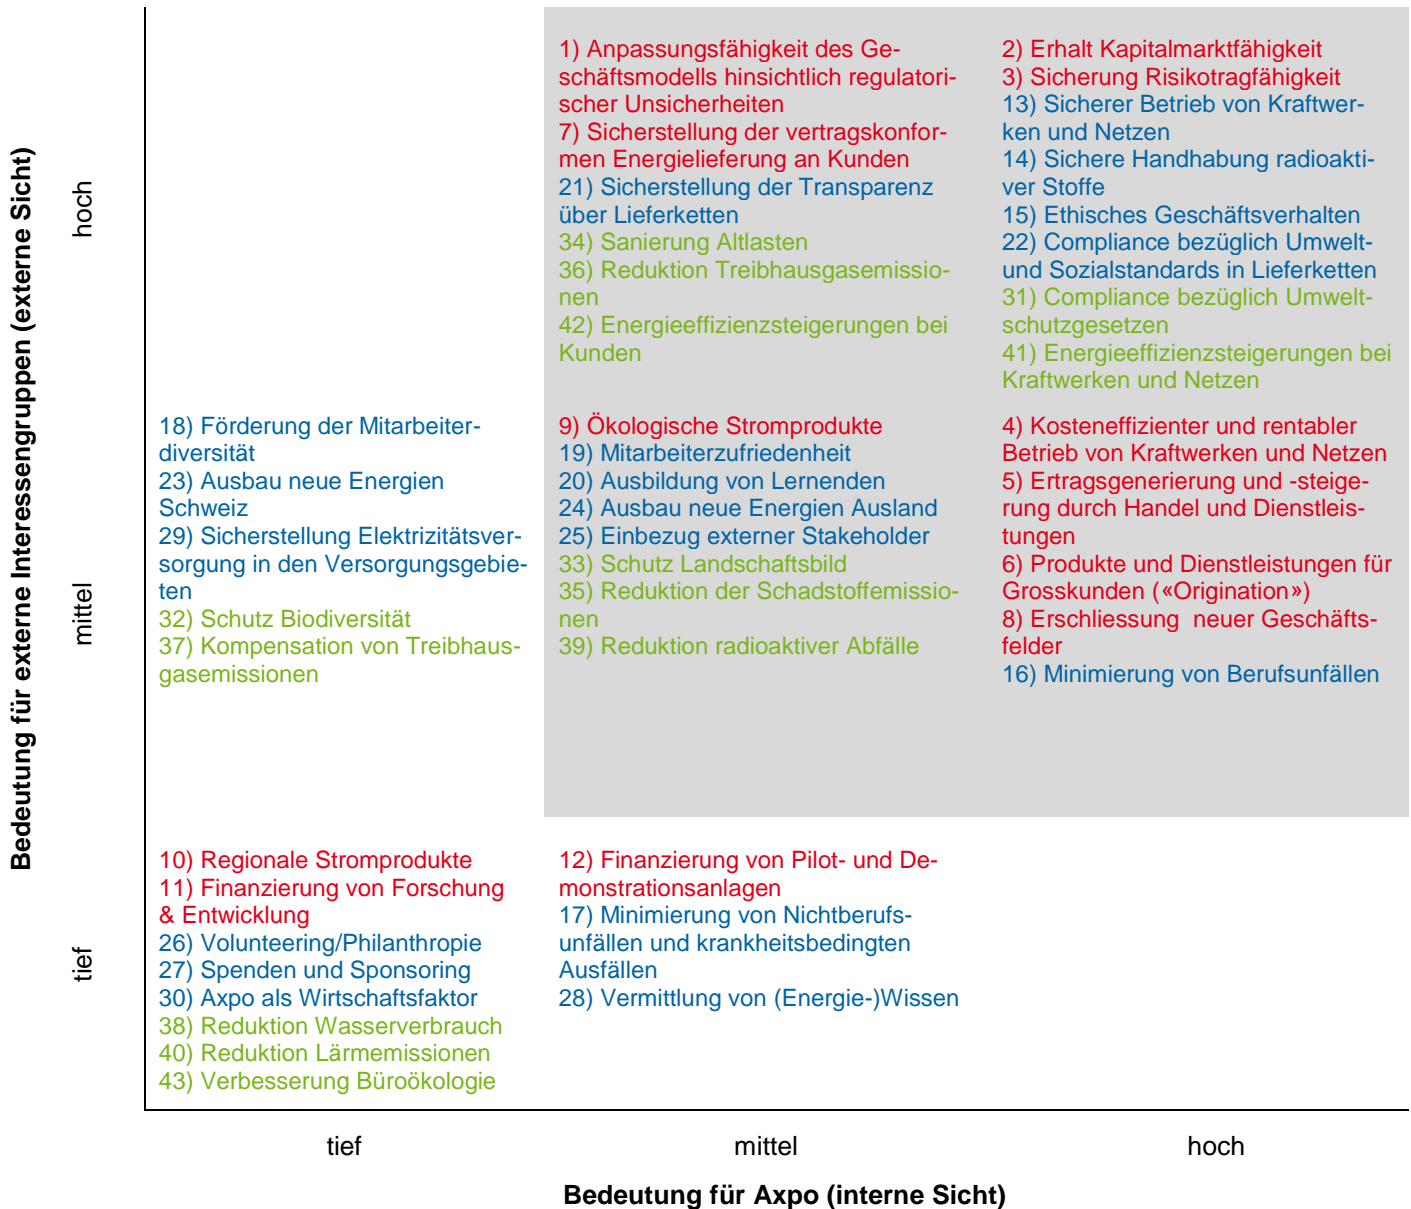 Bedeutung für externe Interessengruppen (externe Sicht)
hoch
1) Anpassungsfähigkeit des Ge-
schäftsmodells hinsichtlich regulatori-
scher Unsicherheiten
7) Sicherstellung der vertragskonfor-
men Energielieferung an Kunden
21) Sicherstellung der Transparenz
über Lieferketten
34) Sanierung Altlasten
36) Reduktion Treibhausgasemissio-
nen
42) Energieeffizienzsteigerungen bei
Kunden
2) Erhalt Kapitalmarktfähigkeit
3) Sicherung Risikotragfähigkeit
13) Sicherer Betrieb von Kraftwer-
ken und Netzen
14) Sichere Handhabung radioakti-
ver Stoffe
15) Ethisches Geschäftsverhalten
22) Compliance bezüglich Umwelt-
und Sozialstandards in Lieferketten
31) Compliance bezüglich Umwelt-
schutzgesetzen
41) Energieeffizienzsteigerungen bei
Kraftwerken und Netzen
mittel
18) Förderung der Mitarbeiter-
diversität
23) Ausbau neue Energien
Schweiz
29) Sicherstellung Elektrizitätsver-
sorgung in den Versorgungsgebie-
ten
32) Schutz Biodiversität
37) Kompensation von Treibhaus-
gasemissionen
9) Ökologische Stromprodukte
19) Mitarbeiterzufriedenheit
20) Ausbildung von Lernenden
24) Ausbau neue Energien Ausland
25) Einbezug externer Stakeholder
33) Schutz Landschaftsbild
35) Reduktion der Schadstoffemissio-
nen
39) Reduktion radioaktiver Abfälle
4) Kosteneffizienter und rentabler
Betrieb von Kraftwerken und Netzen
5) Ertragsgenerierung und -steige-
rung durch Handel und Dienstleis-
tungen
6) Produkte und Dienstleistungen für
Grosskunden («Origination»)
8) Erschliessung  neuer Geschäfts-
felder
16) Minimierung von Berufsunfällen
tief
10) Regionale Stromprodukte
11) Finanzierung von Forschung
& Entwicklung
26) Volunteering/Philanthropie
27) Spenden und Sponsoring
30) Axpo als Wirtschaftsfaktor
38) Reduktion Wasserverbrauch
40) Reduktion Lärmemissionen
43) Verbesserung Büroökologie
12) Finanzierung von Pilot- und De-
monstrationsanlagen
17) Minimierung von Nichtberufs-
unfällen und krankheitsbedingten
Ausfällen
28) Vermittlung von (Energie-)Wissen
tief
mittel
hoch
Bedeutung für Axpo (interne Sicht)